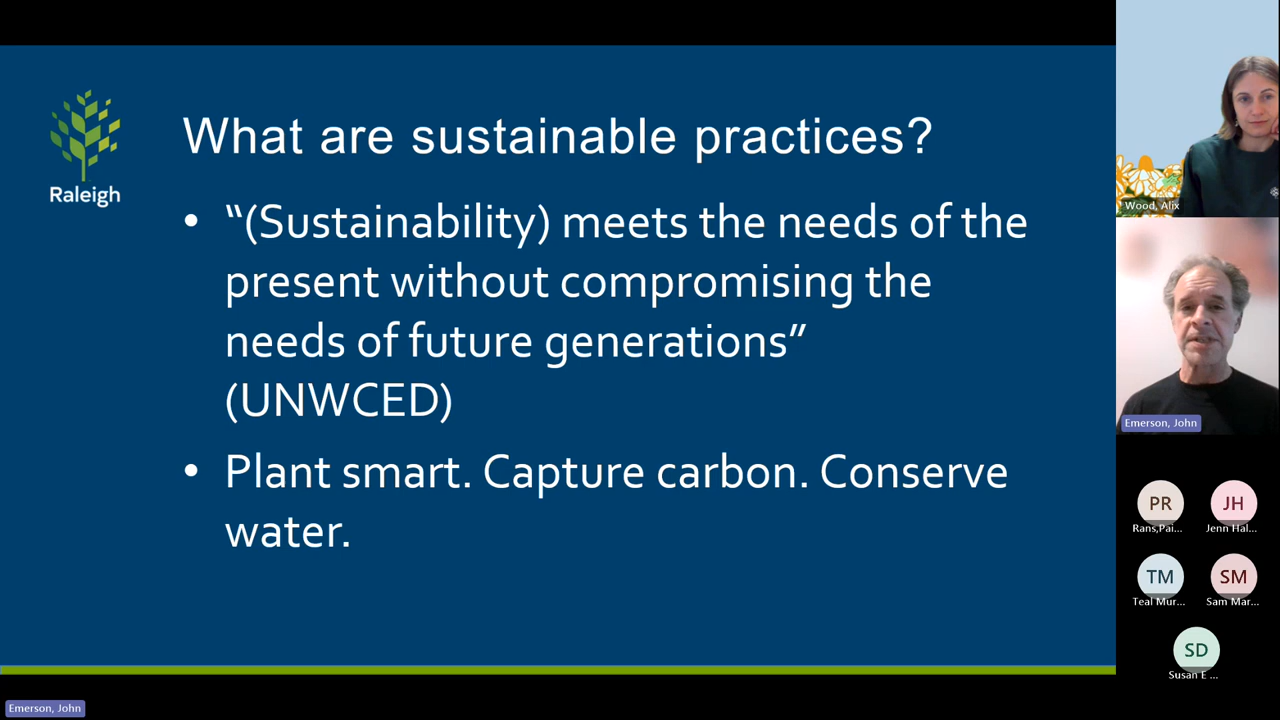 Raleigh
What are sustainable practices?
• “(Sustainability) meets the needs of the
present without compromising the
needs of future generations”
(UNWCED)
• Plant smart. Capture carbon. Conserve
water.
Wood, Alix
Emerson, John
PR
Rans,Pai...
JH
Jenn Hal...
TM
Teal Mur...
SM
Sam Mar...
SD
Susan E ...
Emerson, John